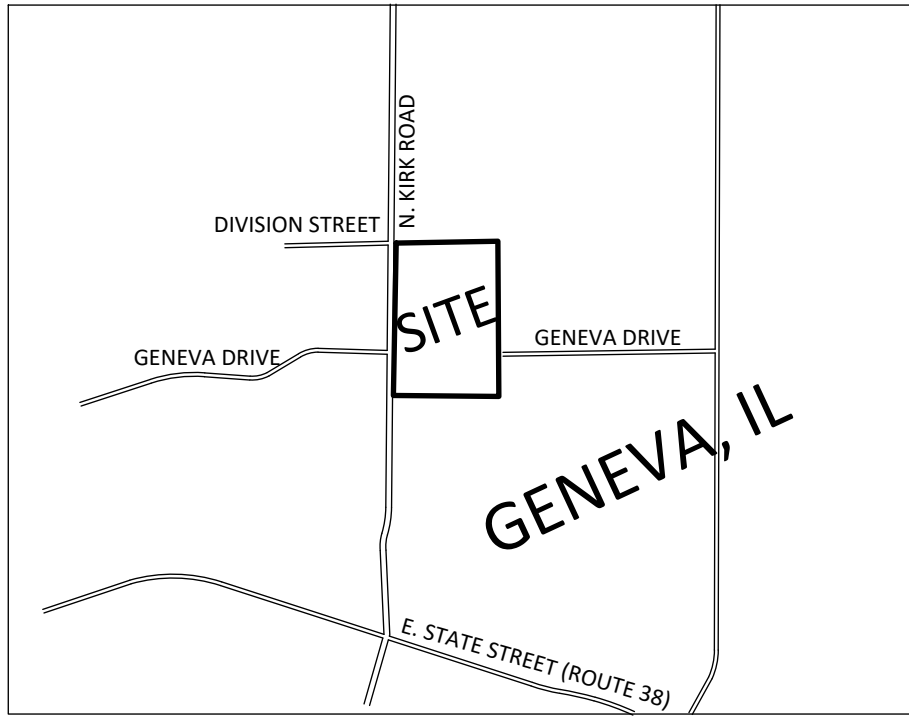 N. KIRK ROAD
DIVISION STREET
SITE
GENEVA DRIVE
GENEVA DRIVE
GENEVA, IL
E. STATE STREET (ROUTE 38)